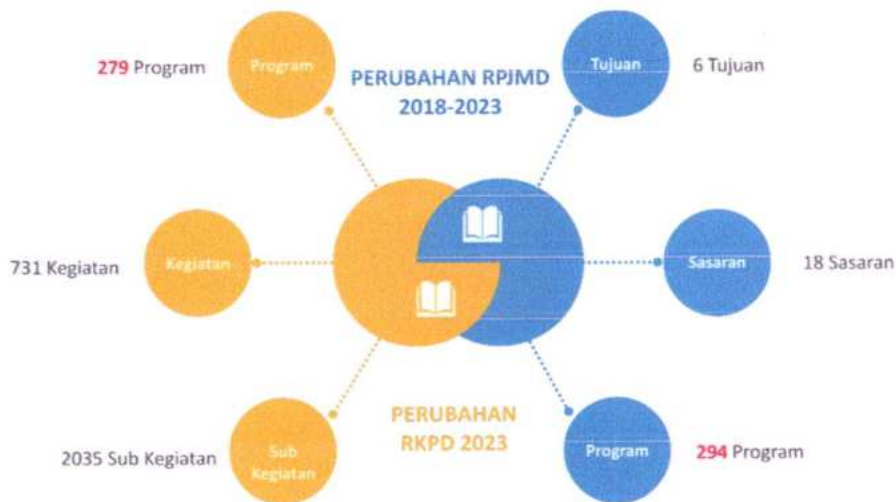 279 Program
Program
PERUBAHAN RPJMD
2018-2023
Tujuan
6 Tujuan
731 Kegiatan
Kegiatan
Sasaran
18 Sasaran
2035 Sub Kegiatan
Sub
Kegiatan
PERUBAHAN
RKPD 2023
Program
294 Program